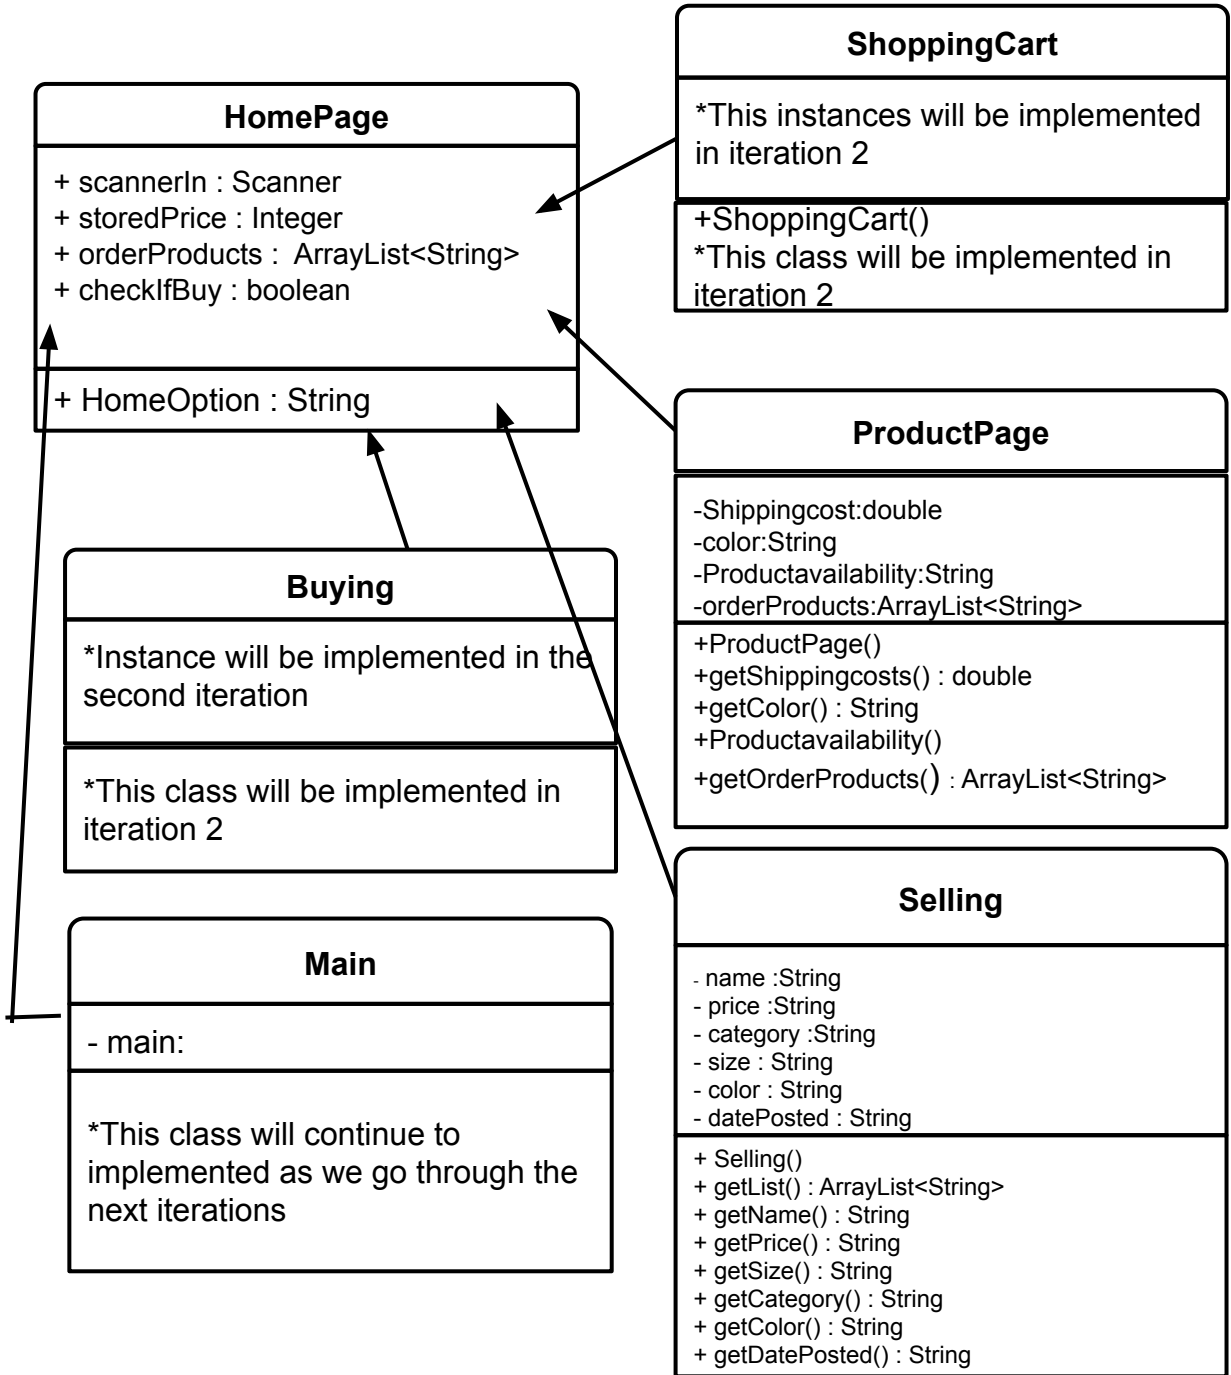 HomePage
+ scannerIn : Scanner
+ storedPrice : Integer
+ orderProducts :  ArrayList<String>
+ checkIfBuy : boolean
+ HomeOption : String
ShoppingCart
*This instances will be implemented
in iteration 2
+ShoppingCart()
*This class will be implemented in
iteration 2
ProductPage
-Shippingcost:double
-color:String
-Productavailability:String
-orderProducts:ArrayList<String>
+ProductPage()
+getShippingcosts() : double
+getColor() : String
+Productavailability()
+getOrderProducts() : ArrayList<String>
Buying
*Instance will be implemented in the
second iteration
*This class will be implemented in
iteration 2
Main
- main:
*This class will continue to
implemented as we go through the
next iterations
Selling
- name :String
- price :String
- category :String
- size : String
- color : String
- datePosted : String
+ Selling()
+ getList() : ArrayList<String>
+ getName() : String
+ getPrice() : String
+ getSize() : String
+ getCategory() : String
+ getColor() : String
+ getDatePosted() : String